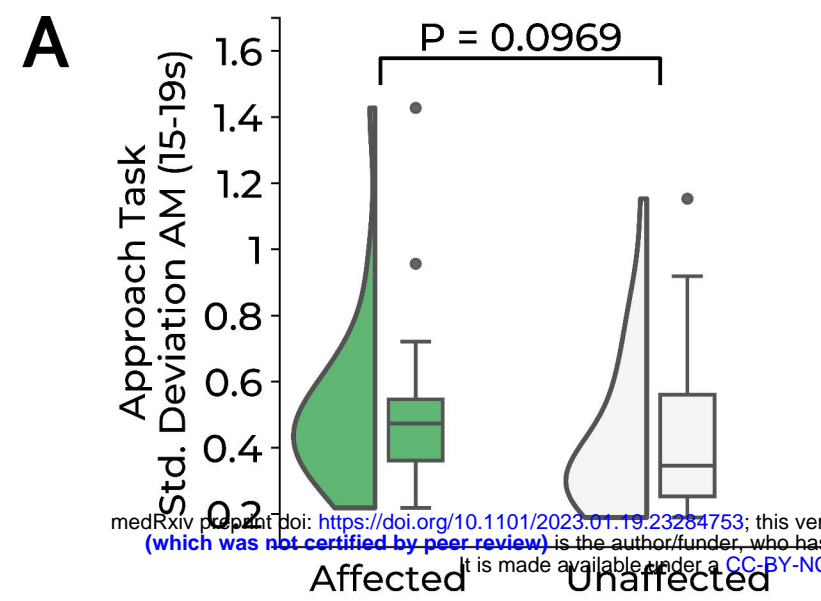 A
P = 0.0969
Approach Task
Std. Deviation AM (15-19s)
1.6
1.4
1.2
1
0.8
0.6
0.4
0.2
medRxiv preprint doi: https://doi.org/10.1101/2023.01.19.23284753; this ver
(which was not certified by peer review) is the author/funder, who has
It is made available under a CC-BY-NC
Affected
Unaffected